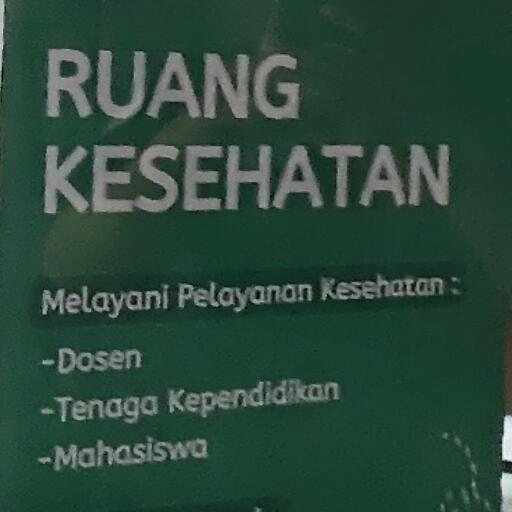 RUANG
KESEHATAN
Melayani Pelayanan Kesehatan :
-Dosen
-Tenaga Kependidikan
-Mahasiswa